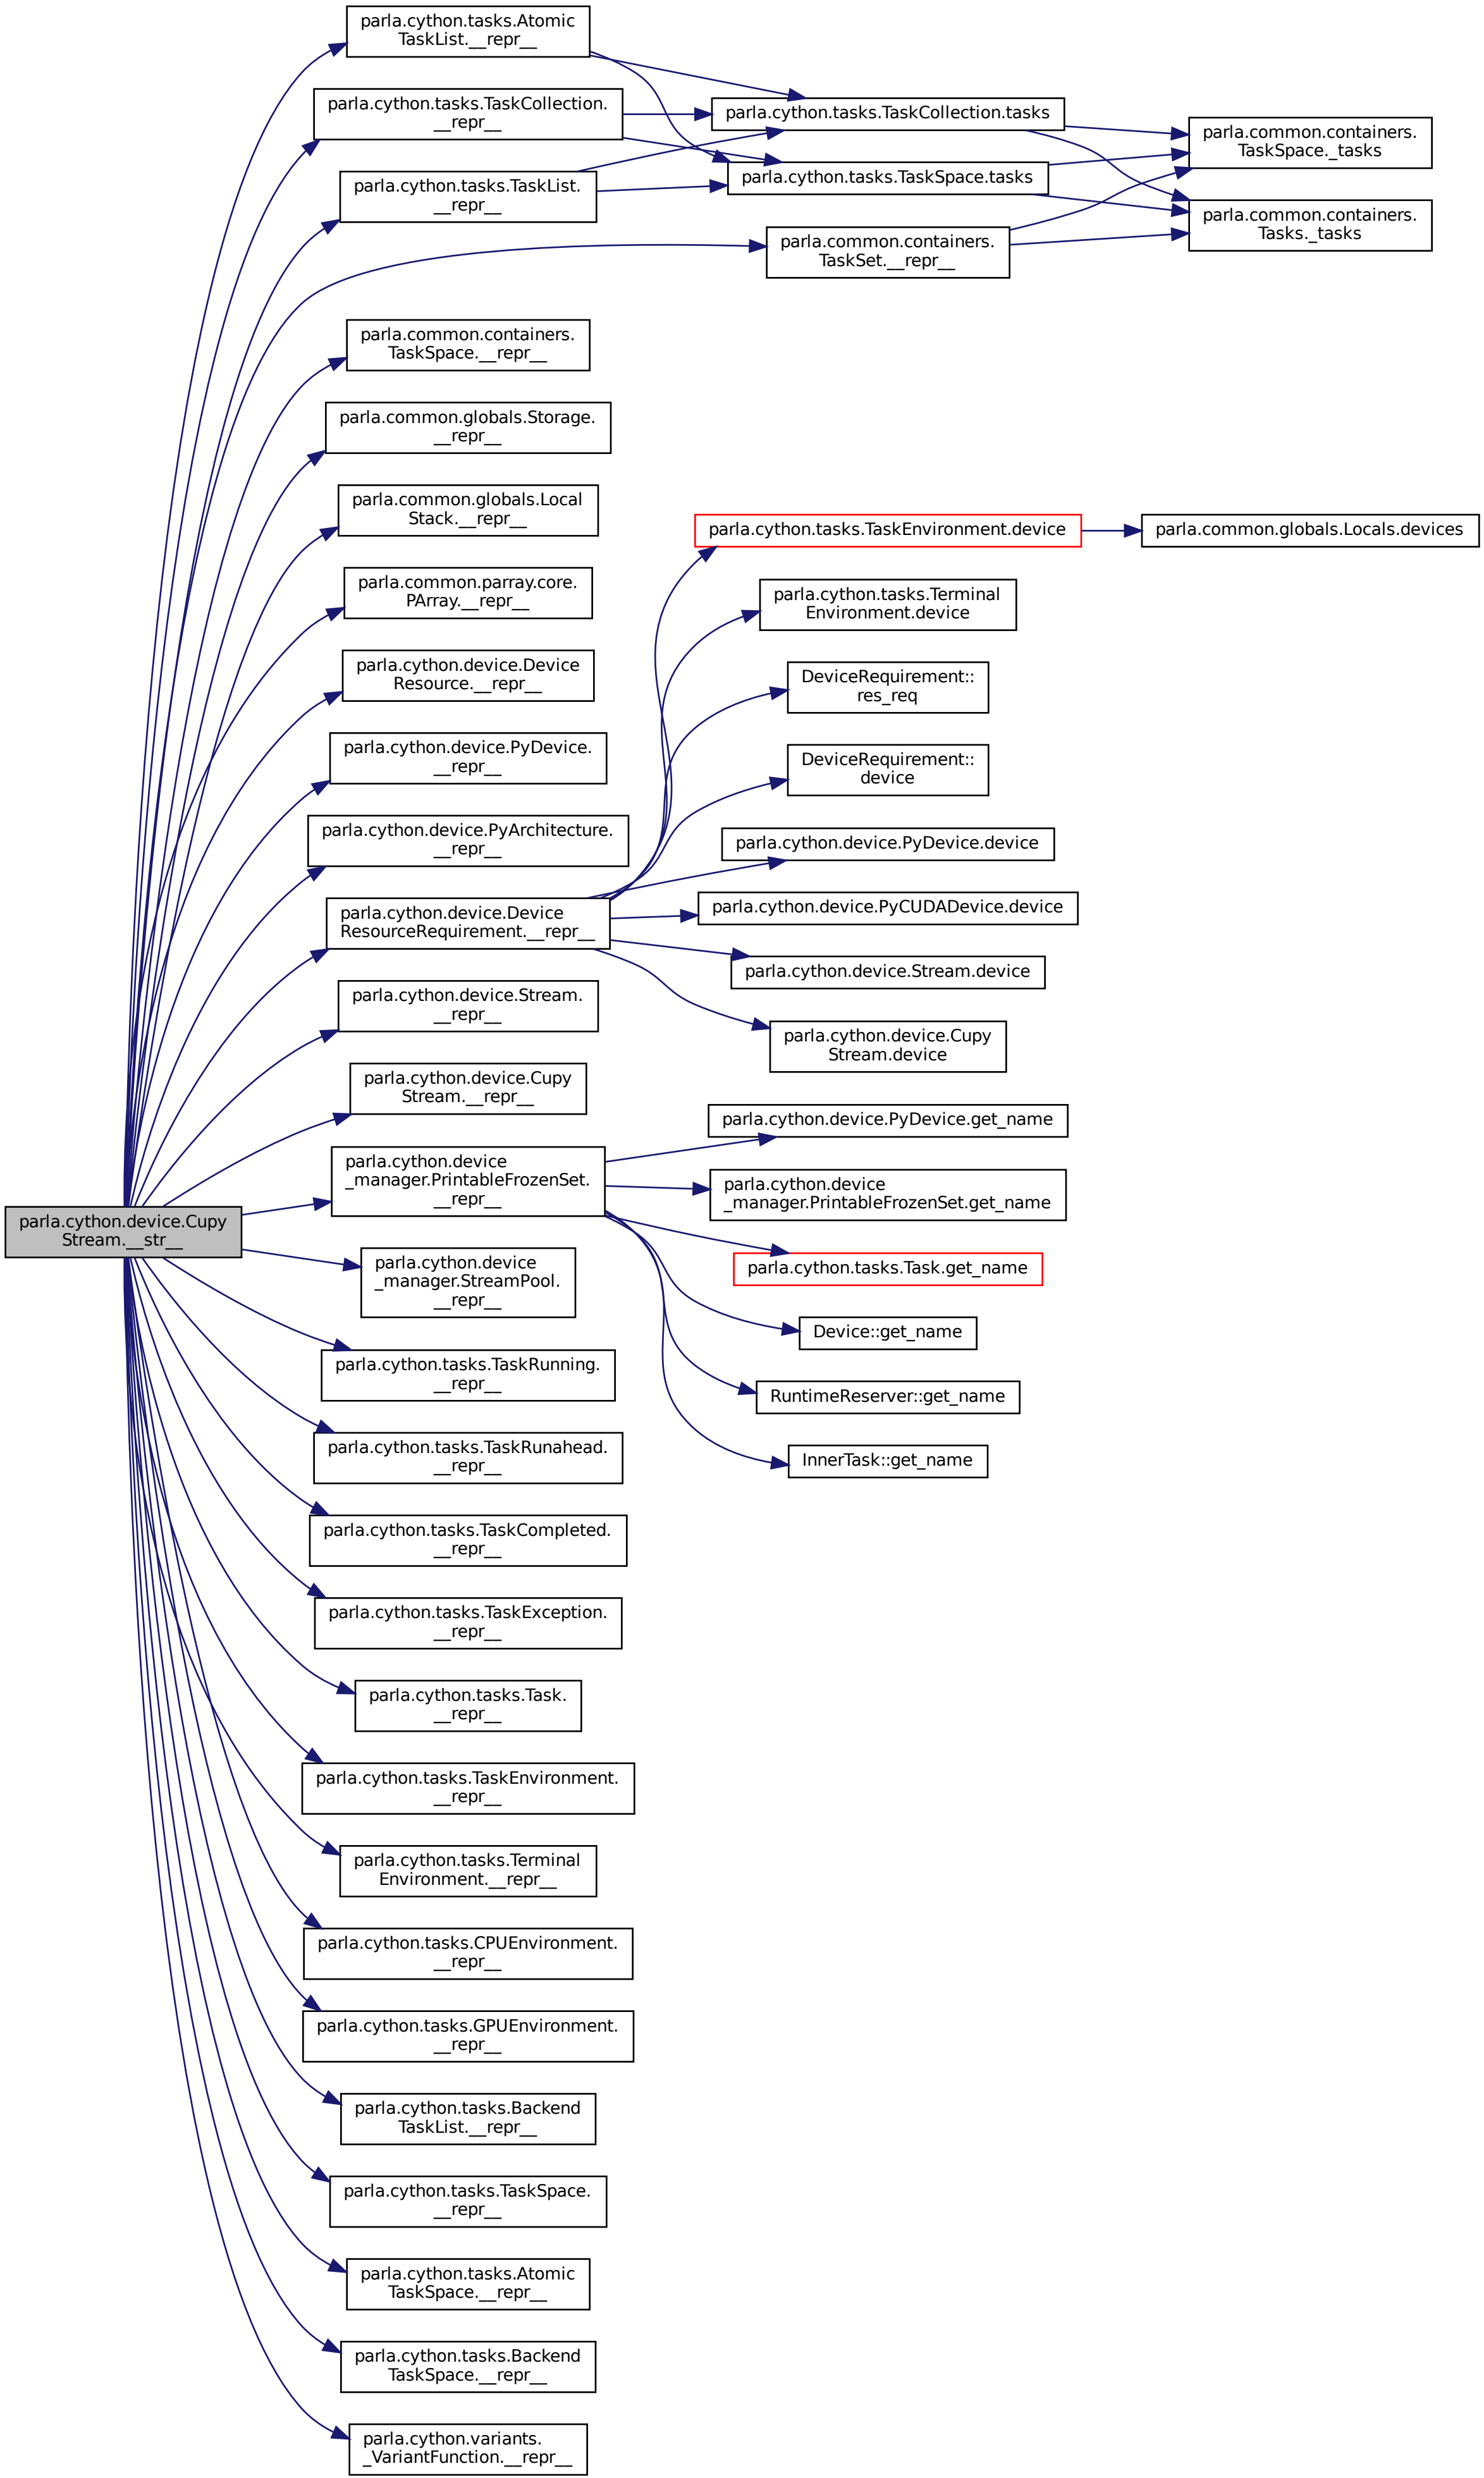 parla.cython.device.Cupy
Stream.__str__
parla.cython.tasks.Atomic
TaskList.__repr__
parla.cython.tasks.TaskCollection.
__repr__
parla.cython.tasks.TaskList.
__repr__
parla.common.containers.
TaskSet.__repr__
parla.cython.tasks.TaskCollection.tasks
parla.cython.tasks.TaskSpace.tasks
parla.common.containers.
TaskSpace._tasks
parla.common.containers.
Tasks._tasks
parla.common.containers.
TaskSpace.__repr__
parla.common.globals.Storage.
__repr__
parla.common.globals.Local
Stack.__repr__
parla.common.parray.core.
PArray.__repr__
parla.cython.device.Device
Resource.__repr__
parla.cython.device.PyDevice.
__repr__
parla.cython.device.PyArchitecture.
__repr__
parla.cython.device.Device
ResourceRequirement.__repr__
parla.cython.tasks.TaskEnvironment.device
parla.common.globals.Locals.devices
parla.cython.tasks.Terminal
Environment.device
DeviceRequirement::
res_req
DeviceRequirement::
device
parla.cython.device.PyDevice.device
parla.cython.device.PyCUDADevice.device
parla.cython.device.Stream.device
parla.cython.device.Cupy
Stream.device
parla.cython.device.Stream.
__repr__
parla.cython.device.Cupy
Stream.__repr__
parla.cython.device
_manager.PrintableFrozenSet.
__repr__
parla.cython.device.PyDevice.get_name
parla.cython.device
_manager.PrintableFrozenSet.get_name
parla.cython.tasks.Task.get_name
Device::get_name
RuntimeReserver::get_name
InnerTask::get_name
parla.cython.device
_manager.StreamPool.
__repr__
parla.cython.tasks.TaskRunning.
__repr__
parla.cython.tasks.TaskRunahead.
__repr__
parla.cython.tasks.TaskCompleted.
__repr__
parla.cython.tasks.TaskException.
__repr__
parla.cython.tasks.Task.
__repr__
parla.cython.tasks.TaskEnvironment.
__repr__
parla.cython.tasks.Terminal
Environment.__repr__
parla.cython.tasks.CPUEnvironment.
__repr__
parla.cython.tasks.GPUEnvironment.
__repr__
parla.cython.tasks.Backend
TaskList.__repr__
parla.cython.tasks.TaskSpace.
__repr__
parla.cython.tasks.Atomic
TaskSpace.__repr__
parla.cython.tasks.Backend
TaskSpace.__repr__
parla.cython.variants.
_VariantFunction.__repr__